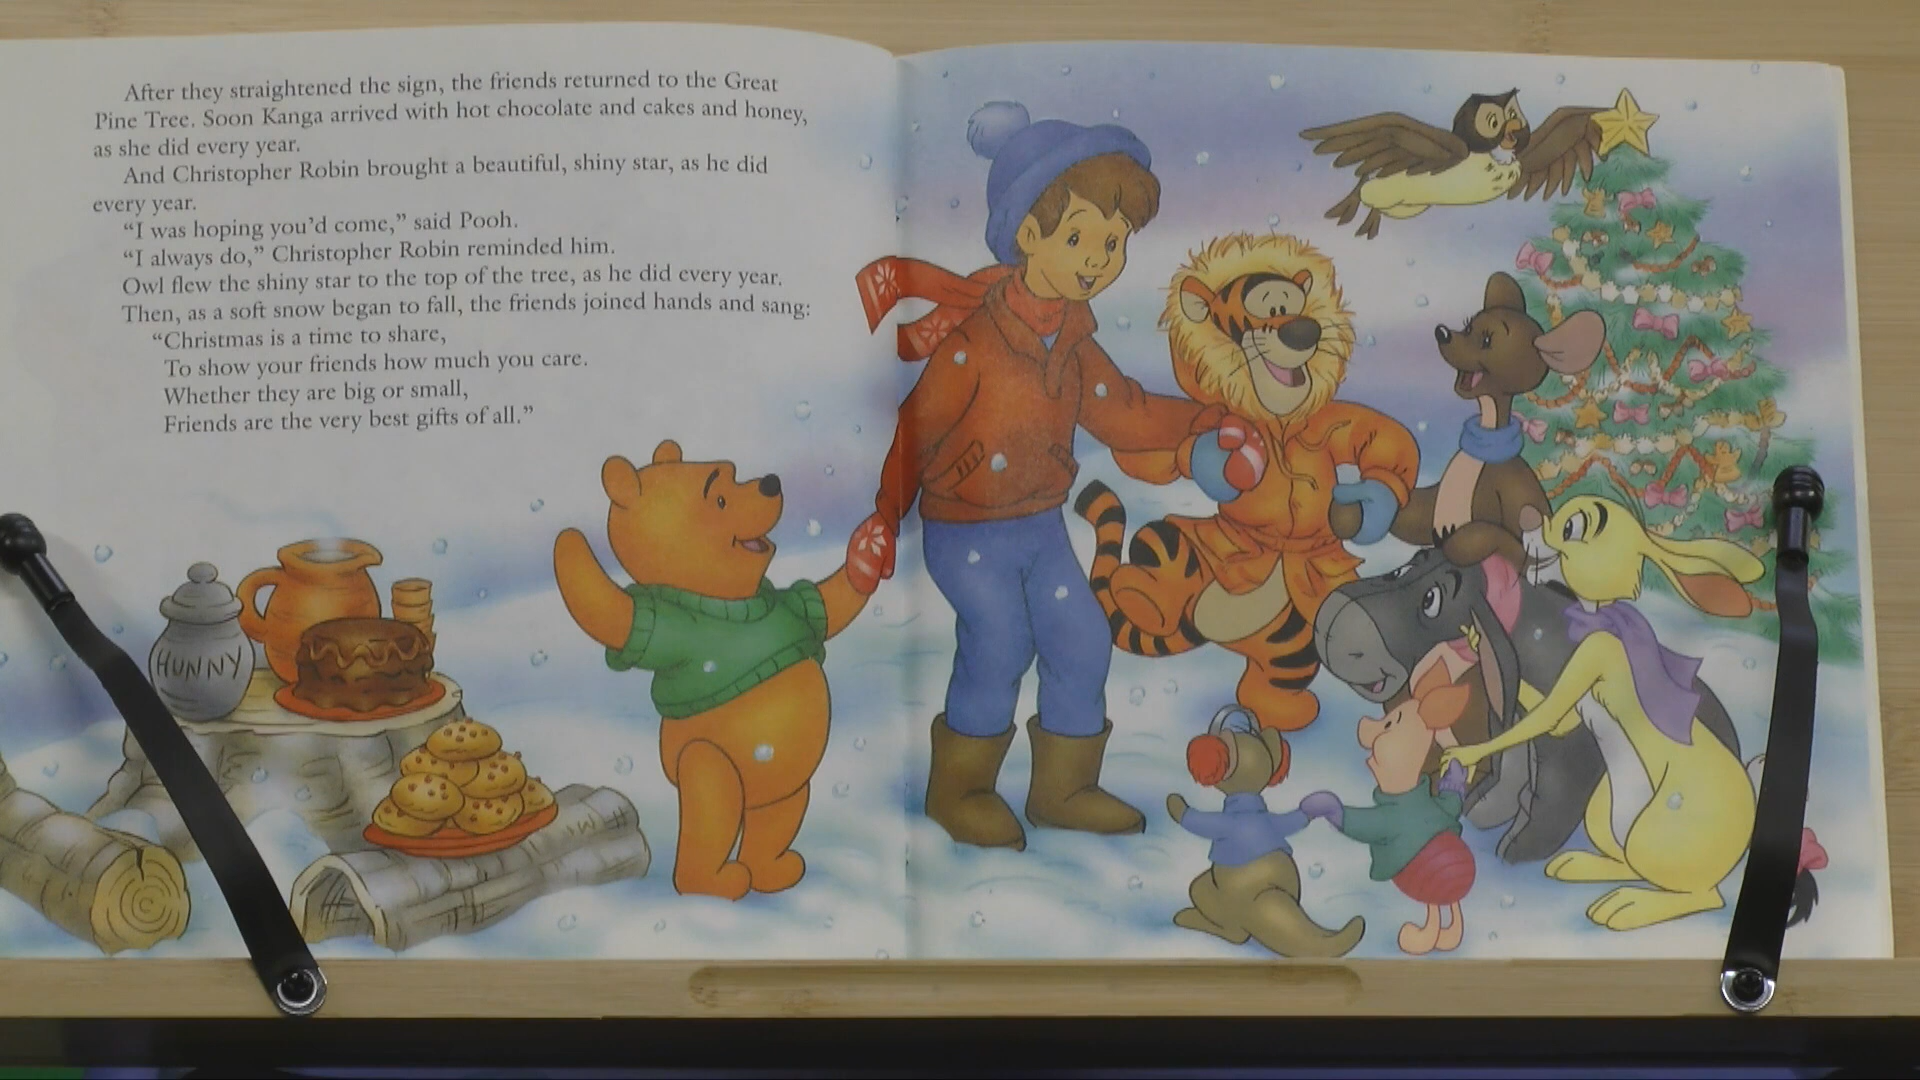 After they straightened the sign, the friends returned to the Great
Pine Tree. Soon Kanga arrived with hot chocolate and cakes and honey,
as she did every year.
And Christopher Robin brought a beautiful, shiny star, as he did
every year.
“I was hoping you’d come,” said Pooh.
“I always do,” Christopher Robin reminded him.
Owl flew the shiny star to the top of the tree, as he did every year.
Then, as a soft snow began to fall, the friends joined hands and sang:
“Christmas is a time to share,
To show your friends how much you care.
Whether they are big or small,
Friends are the very best gifts of all.”
HUNNY